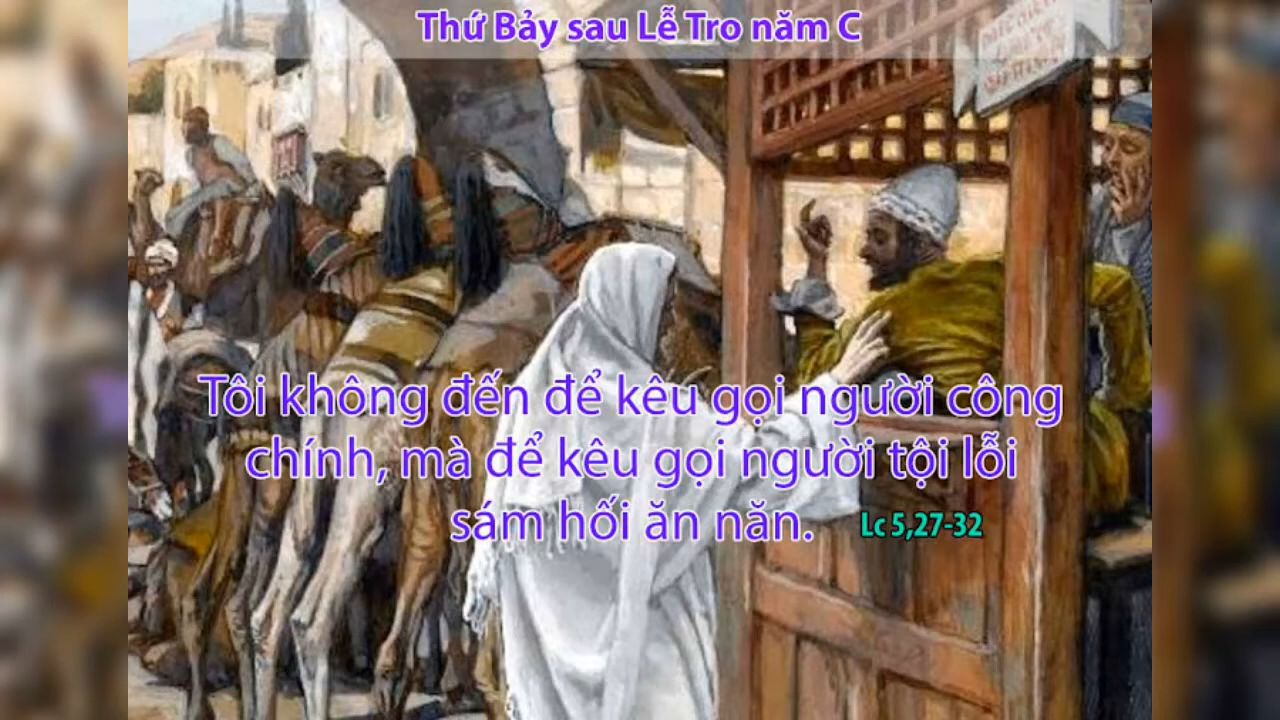 Thứ Bảy sau Lễ Tro năm C
Tôi không đến để kêu gọi người công
chính, mà để kêu gọi người tội lỗi
sám hối ăn năn. Lc 5,27-32